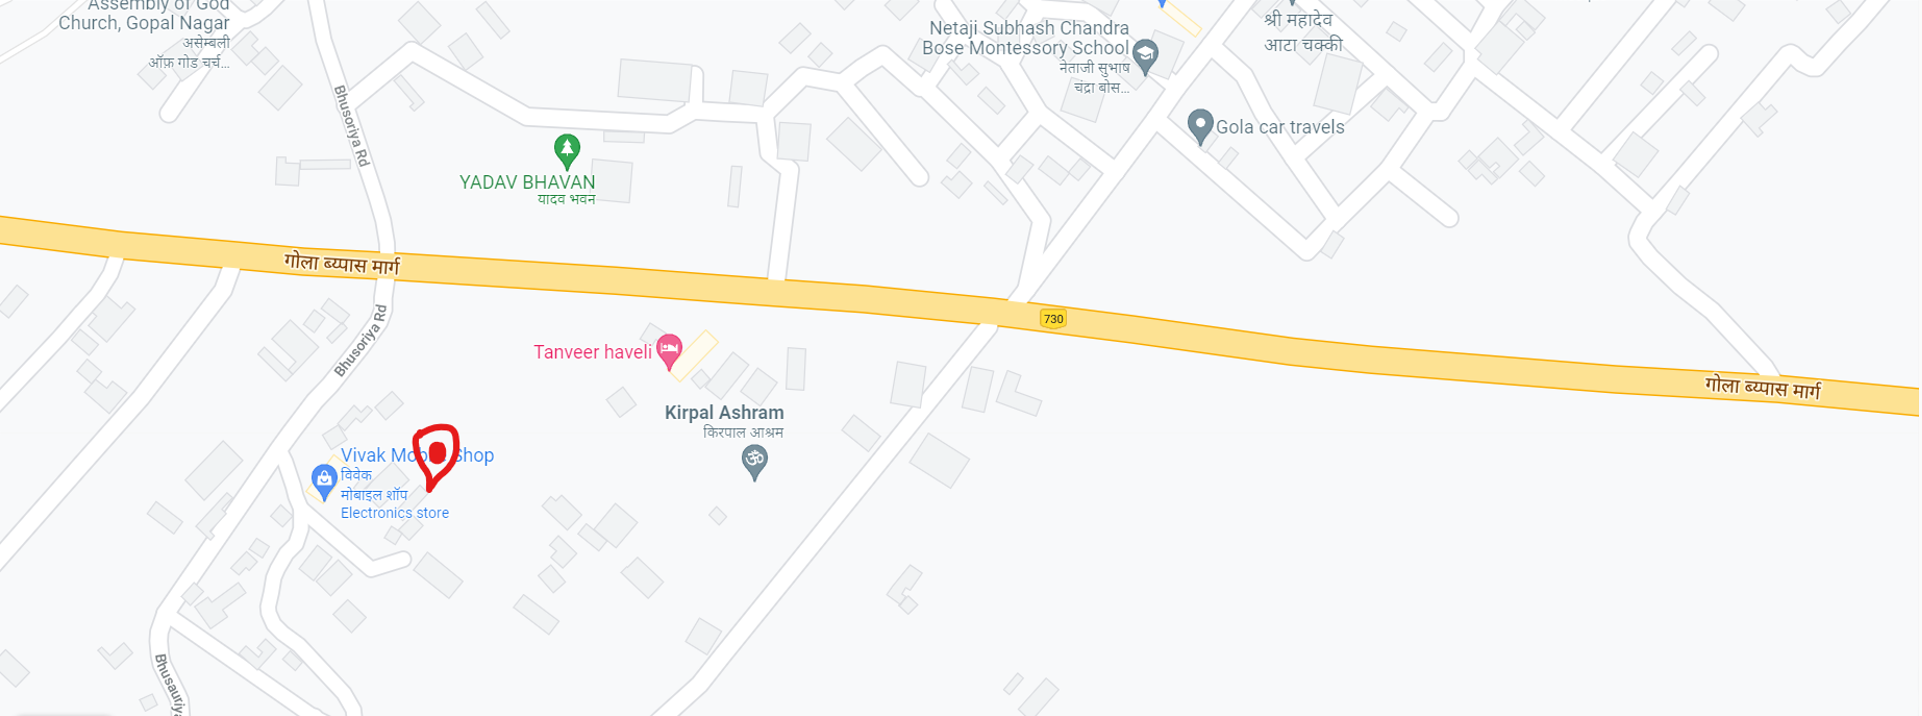 Assembly of God
Church, Gopal Nagar
असेम्बली
ऑफ़ गोड चर्च...
Bhusoriya Rd
Netaji Subhash Chandra
Bose Montessory School
नेताजी सुभाष
चंद्रा बोस...
श्री महादेव
आटा चक्की
Gola car travels
YADAV BHAVAN
यादव भवन
गोला ब्य्पास मार्ग
730
गोला ब्य्पास मार्ग
Bhusoriya Rd
Tanveer haveli
Kirpal Ashram
किरपाल आश्रम
Vivak Mobile Shop
विवेक
मोबाइल शॉप
Electronics store
Bhusauriya